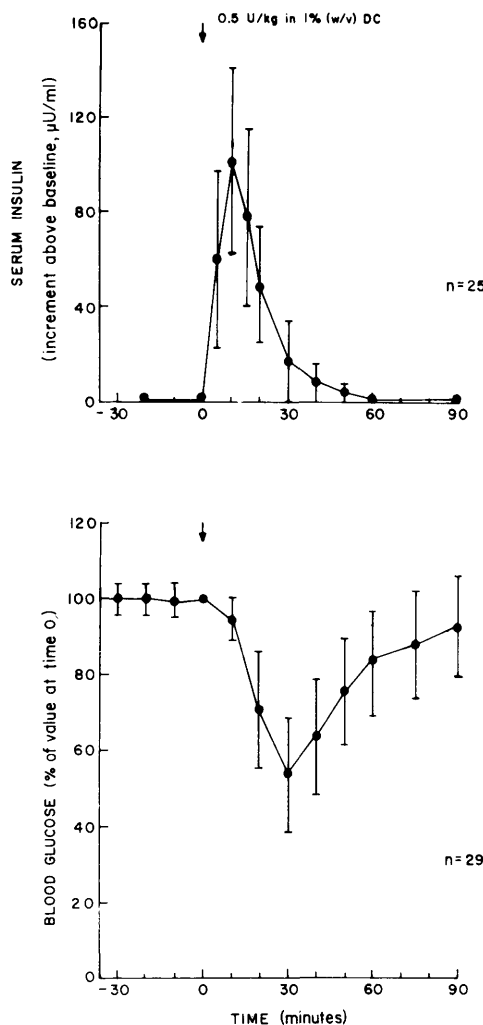 0.5 U/kg in 1% (w/v) DC
160
120
80
40
0
SERUM INSULIN
(increment above baseline, µU/ml)
n=25
-30 0 30 60 90
120
100
80
60
40
20
0
BLOOD GLUCOSE (% of value at time 0)
n=29
-30 0 30 60 90
TIME (minutes)